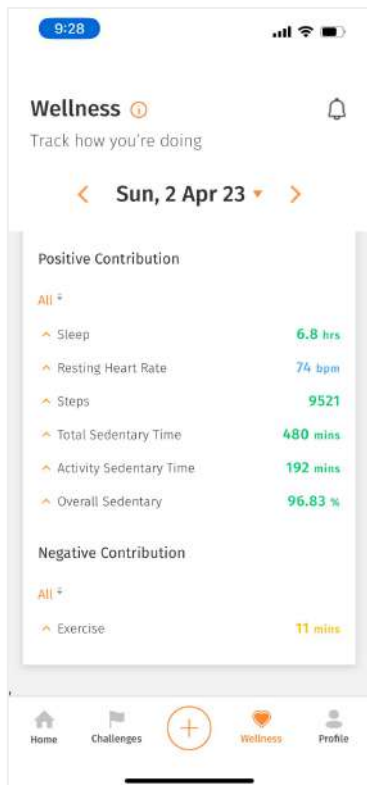 9:28
Wellness
Track how you're doing
Sun, 2 Apr 23
Positive Contribution
All
Sleep 6.8 hrs
Resting Heart Rate 74 bpm
Steps 9521
Total Sedentary Time 480 mins
Activity Sedentary Time 192 mins
Overall Sedentary 96.83 %
Negative Contribution
All
Exercise 11 mins
Home Challenges Wellness Profile